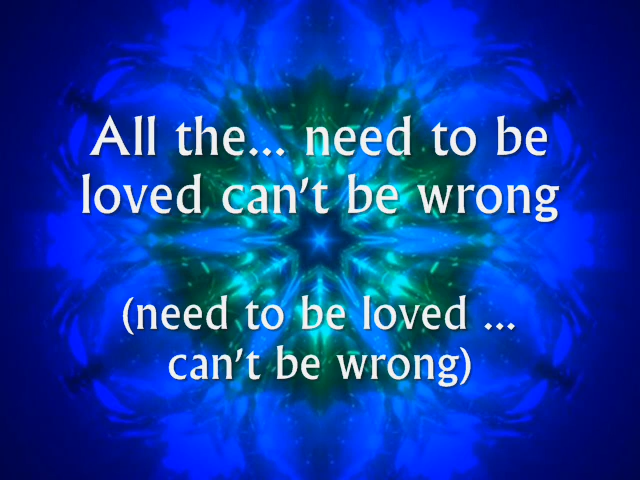 All the... need to be
loved can't be wrong
(need to be loved ...
can't be wrong)